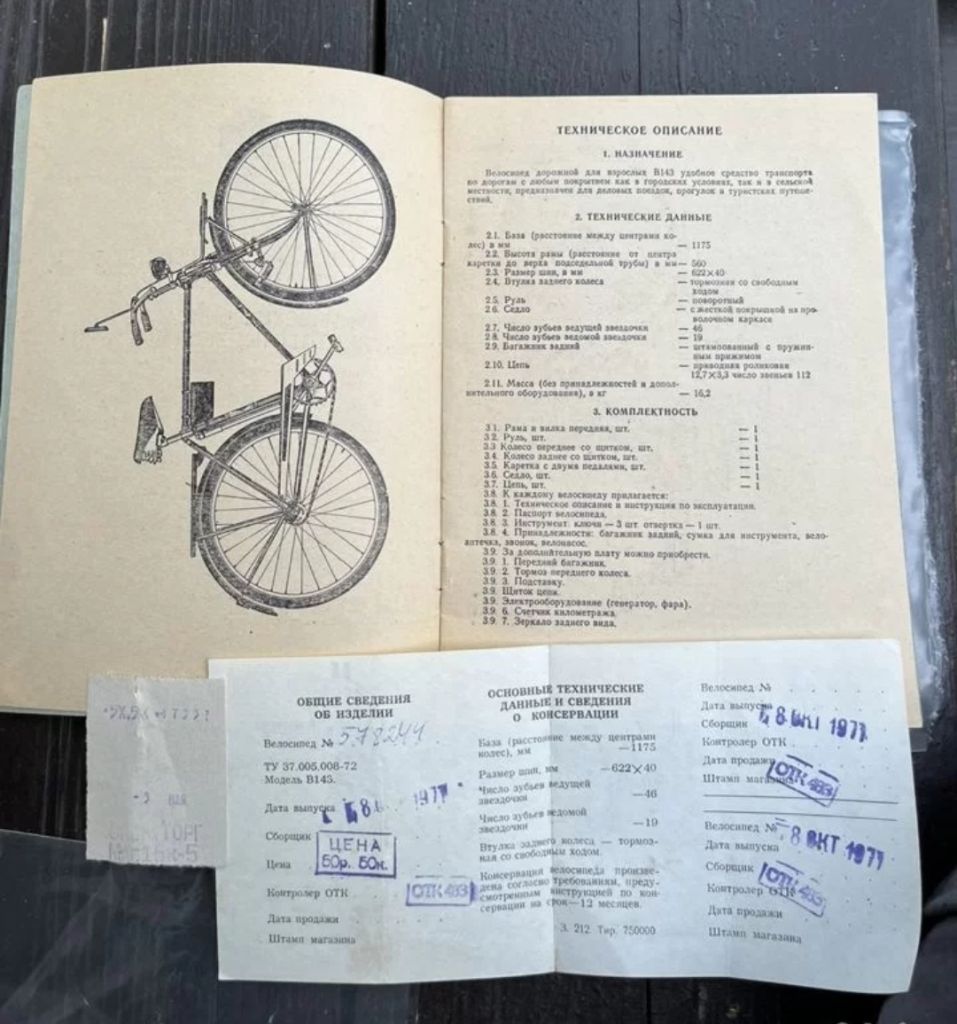 ТЕХНИЧЕСКОЕ ОПИСАНИЕ
1. НАЗНАЧЕНИЕ
Велосипед дорожной для взрослых В143 удобное средство транспорта
по дорогам с любым покрытием как в городских условиях, так и в сельской
местности, предназначен для деловых поездок, прогулок и туристских путеше-
ствий.
2. ТЕХНИЧЕСКИЕ ДАННЫЕ
2.1. База (расстояние между центрами ко-
лес) в мм — 1175
2.2. Высота рамы (расстояние от центра
каретки до верха подседельной трубы) в мм — 560
2.3. Размер шин, в мм — 622×40
2.4. Втулка заднего колеса — тормозная со свободным
ходом
2.5. Руль — поворотный
2.6. Седло — с жесткой покрышкой на про-
волочном каркасе
2.7. Число зубьев ведущей звездочки — 46
2.8. Число зубьев ведомой звездочки — 19
2.9. Багажник задний — штампованный с пружин-
ным прижимом
2.10. Цепь — приводная роликовая
12,7×3,3 число звеньев 112
2.11. Масса (без принадлежностей и допол-
нительного оборудования), в кг — 16,2
3. КОМПЛЕКТНОСТЬ
3.1. Рама и вилка передняя, шт. — 1
3.2. Руль, шт. — 1
3.3. Колесо переднее со щитком, шт. — 1
3.4. Колесо заднее со щитком, шт. — 1
3.5. Каретка с двумя педалями, шт. — 1
3.6. Седло, шт. — 1
3.7. Цепь, шт. — 1
3.8. К каждому велосипеду прилагается:
3.8. 1. Техническое описание и инструкция по эксплуатации.
3.8. 2. Паспорт велосипеда.
3.8. 3. Инструмент: ключи — 3 шт. отвертка — 1 шт.
3.8. 4. Принадлежности: багажник задний, сумка для инструмента, вело-
аптечка, звонок, велонасос.
3.9. За дополнительную плату можно приобрести.
3.9. 1. Передний багажник.
3.9. 2. Тормоз переднего колеса.
3.9. 3. Подставку.
3.9. Щиток цепи.
3.9. Электрооборудование (генератор, фара).
3.9. 6. Счетчик километража.
3.9. 7. Зеркало заднего вида.
ОБЩИЕ СВЕДЕНИЯ
ОБ ИЗДЕЛИИ
Велосипед № 578244
ТУ 37.005.008-72
Модель В143.
Дата выпуска
Сборщик
ЦЕНА
50р. 50к.
Цена
Контролер ОТК ОТК 493
Дата продажи
Штамп магазина
ОСНОВНЫЕ ТЕХНИЧЕСКИЕ
ДАННЫЕ И СВЕДЕНИЯ
О КОНСЕРВАЦИИ
База (расстояние между центрами
колес), мм —1175
Размер шин, мм —622×40
Число зубьев ведущей
звездочки —46
Число зубьев ведомой
звездочки —19
Втулка заднего колеса — тормоз-
ная со свободным ходом.
Консервация велосипеда произве-
дена согласно требованиям, преду-
смотренным инструкцией по кон-
сервации на срок—12 месяцев.
З. 212 Тир. 750000
Велосипед №
Дата выпуска 8 ОКТ 1977
Сборщик
Контролер ОТК
Дата продажи
ОТК 493
Штамп магазина
Велосипед №
8 ОКТ 1977
Дата выпуска
Сборщик
ОТК 493
Контролер ОТК
Дата продажи
Штамп магазина